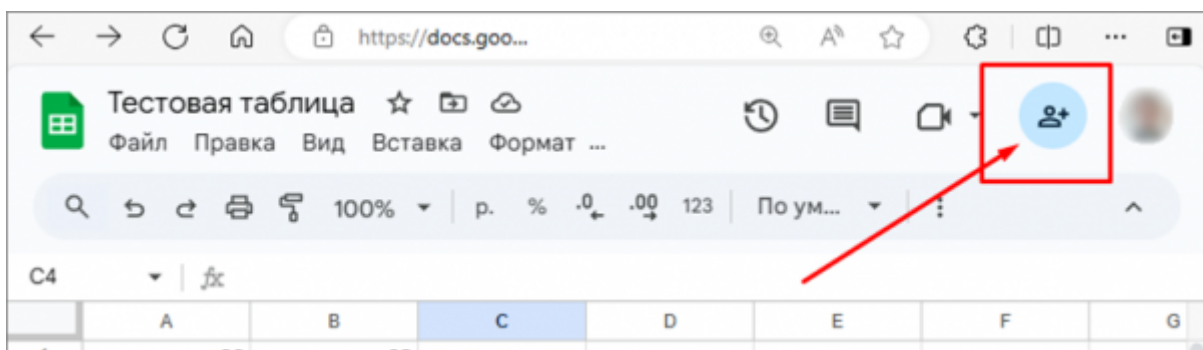 https://docs.goo...
Тестовая таблица
Файл Правка Вид Вставка Формат ...
100% р. % .0 .00 123 По ум...
C4 fx
A B C D E F G